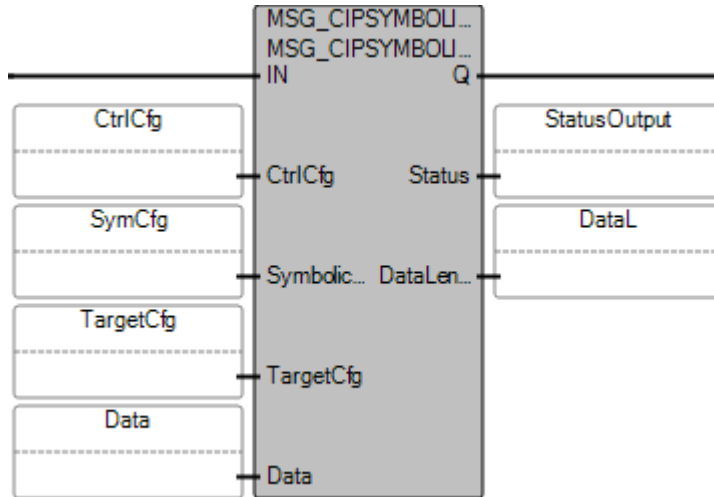 MSG_CIPSYMBOLI...
MSG_CIPSYMBOLI...
IN Q
CtrlCfg StatusOutput
CtrlCfg Status
SymCfg DataL
Symbolic... DataLen...
TargetCfg
TargetCfg
Data
Data